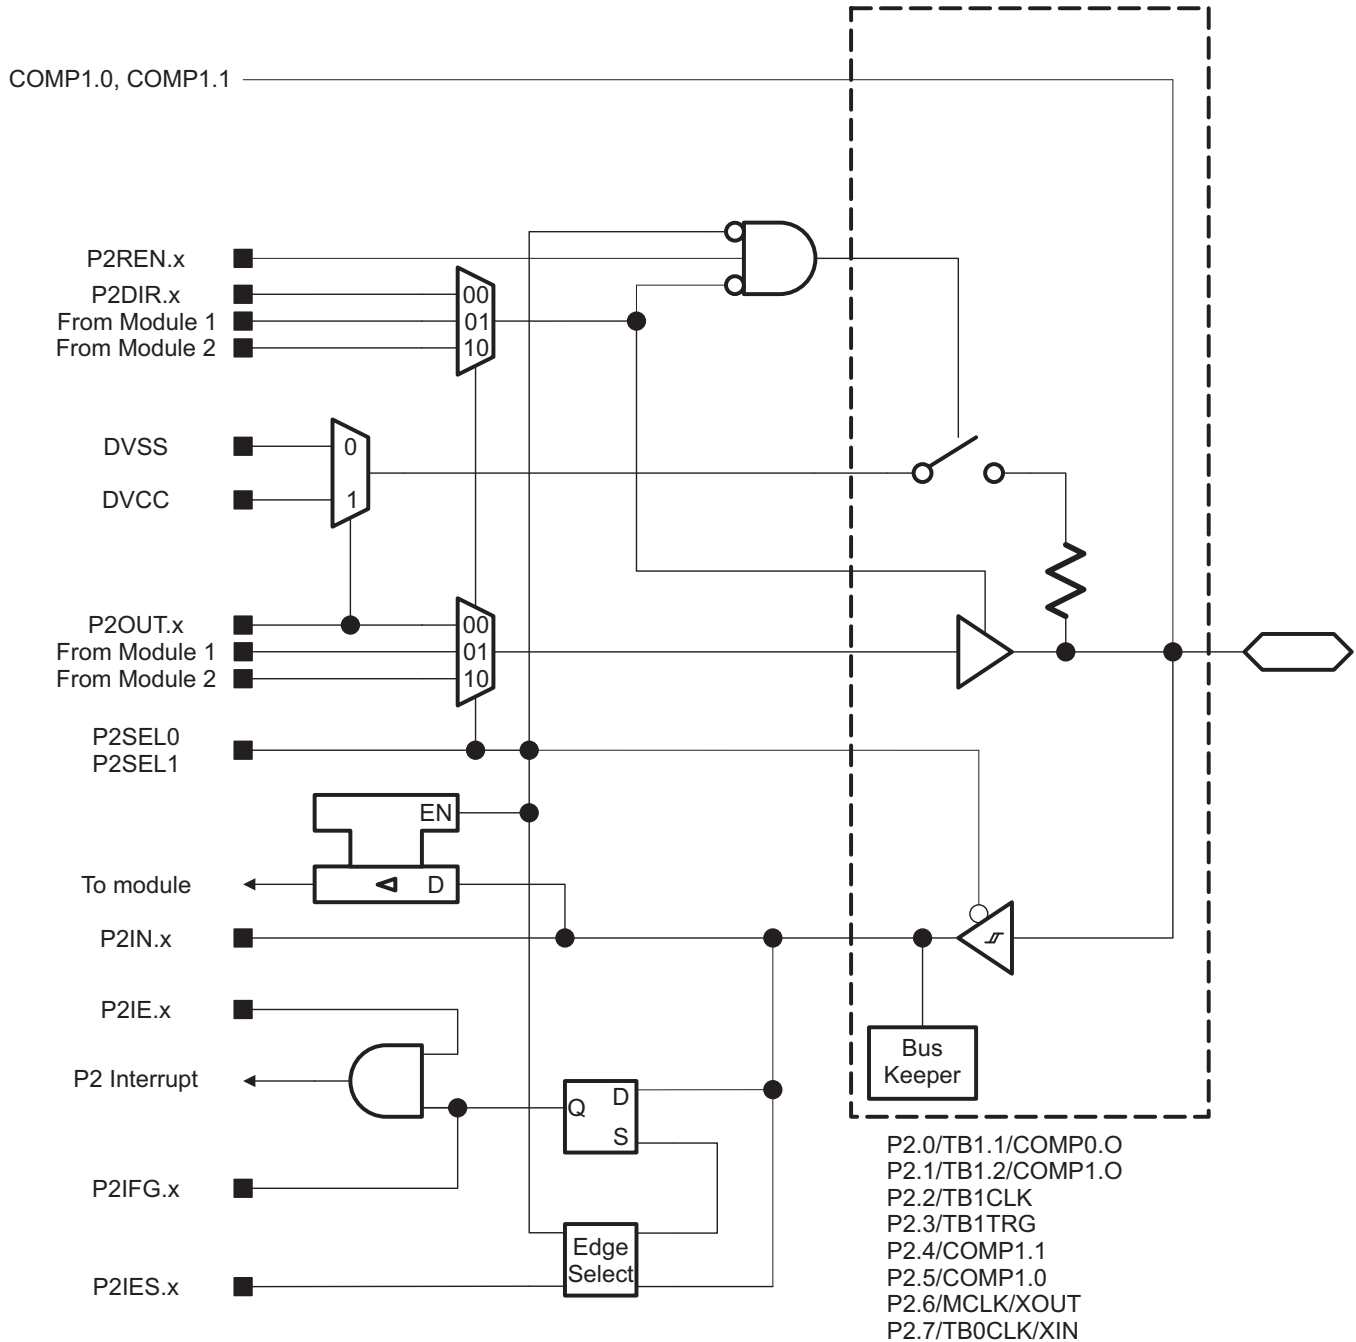 COMP1.0, COMP1.1
P2REN.x
P2DIR.x
From Module 1
From Module 2
00
01
10
DVSS
DVCC
0
1
P2OUT.x
From Module 1
From Module 2
00
01
10
P2SEL0
P2SEL1
EN
D
To module
P2IN.x
P2IE.x
P2 Interrupt
P2IFG.x
P2IES.x
Q
D
S
Edge
Select
Bus
Keeper
P2.0/TB1.1/COMP0.O
P2.1/TB1.2/COMP1.O
P2.2/TB1CLK
P2.3/TB1TRG
P2.4/COMP1.1
P2.5/COMP1.0
P2.6/MCLK/XOUT
P2.7/TB0CLK/XIN